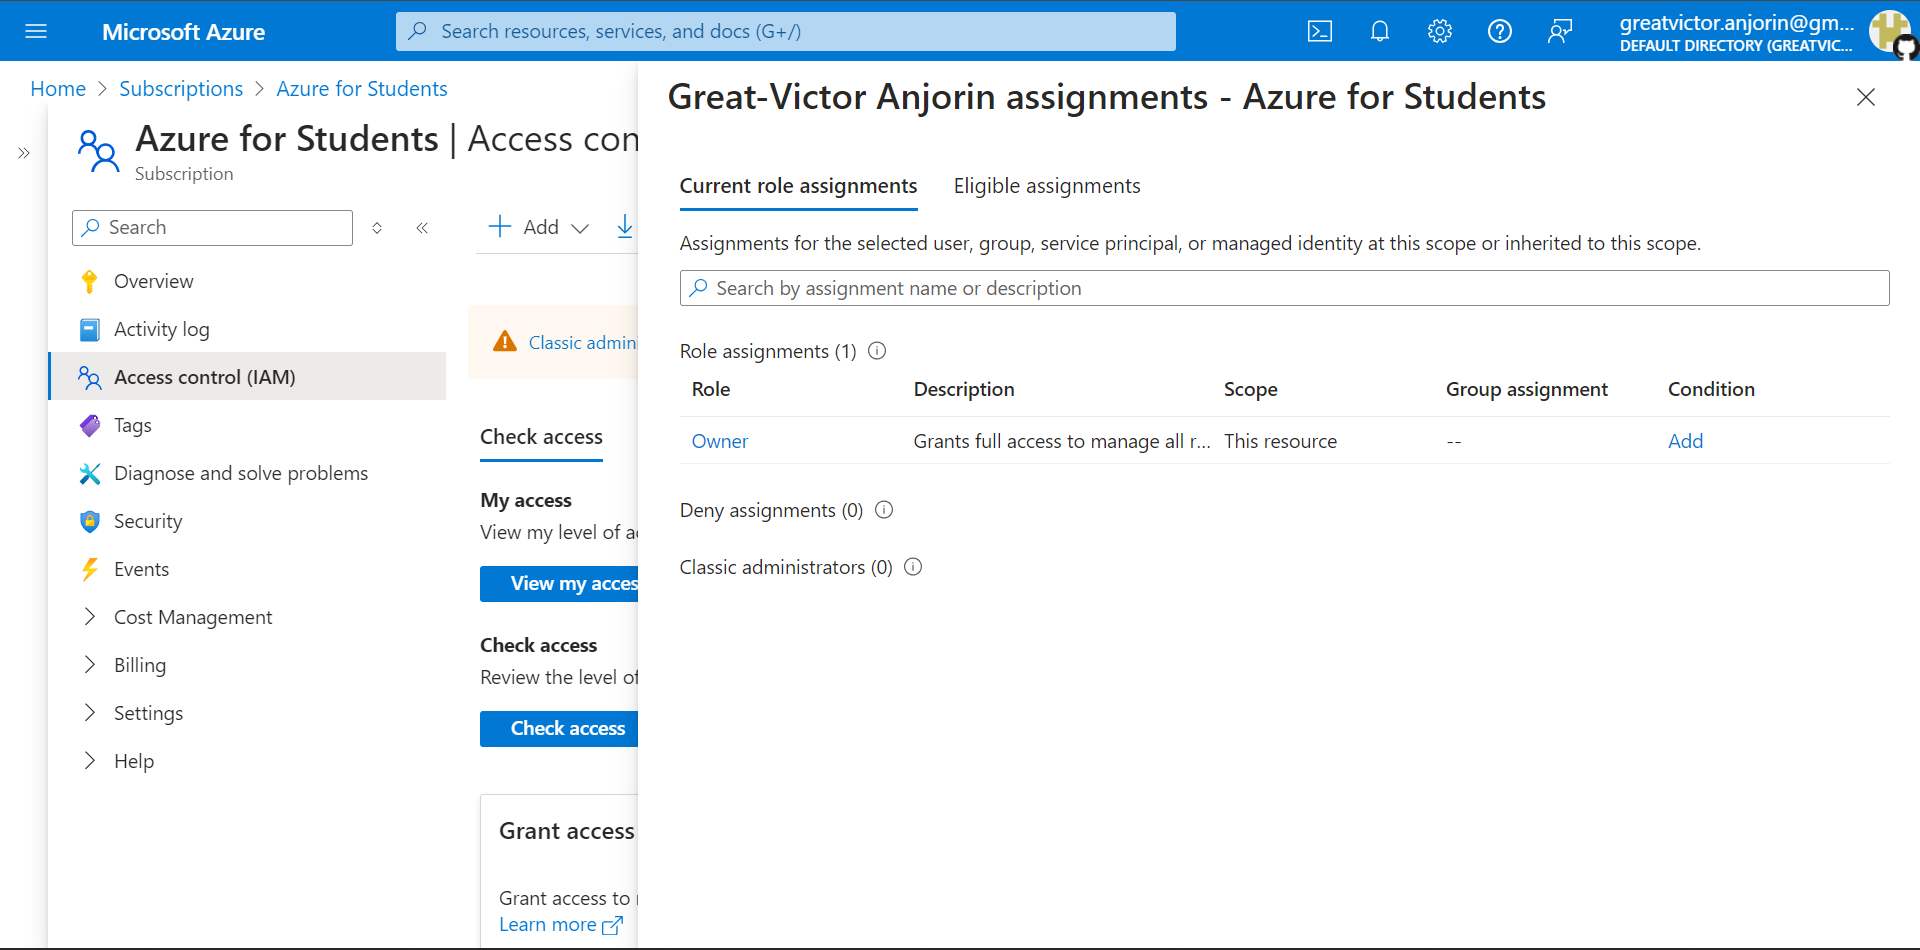 Microsoft Azure
Search resources, services, and docs (G+/)
greatvictor.anjorin@gm...
DEFAULT DIRECTORY (GREATVIC...
Home > Subscriptions > Azure for Students
Azure for Students | Access con
Subscription
Search
Overview
Activity log
Access control (IAM)
Tags
Diagnose and solve problems
Security
Events
Cost Management
Billing
Settings
Help
Add
Classic admin
Check access
My access
View my level of ac
View my acces
Check access
Review the level of
Check access
Grant access
Grant access to
Learn more
Great-Victor Anjorin assignments - Azure for Students
Current role assignments Eligible assignments
Assignments for the selected user, group, service principal, or managed identity at this scope or inherited to this scope.
Search by assignment name or description
Role assignments (1)
Role Description Scope Group assignment Condition
Owner Grants full access to manage all r... This resource -- Add
Deny assignments (0)
Classic administrators (0)